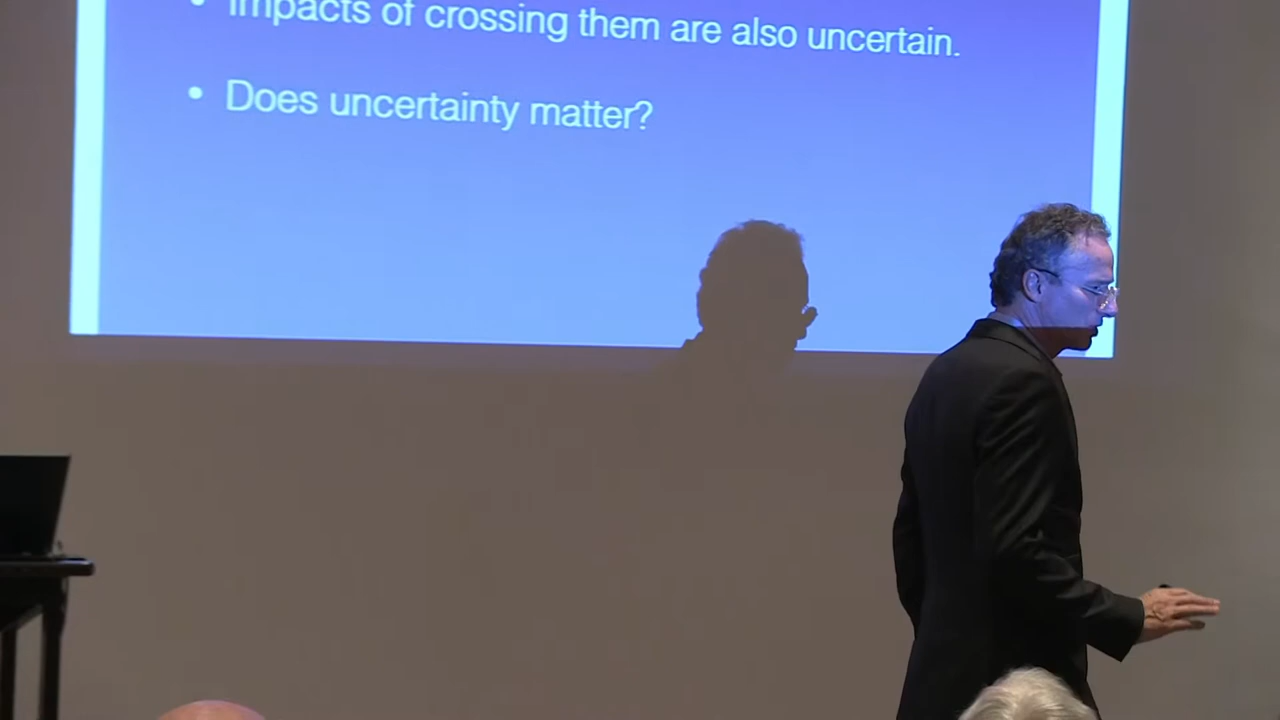 • Impacts of crossing them are also uncertain.
• Does uncertainty matter?